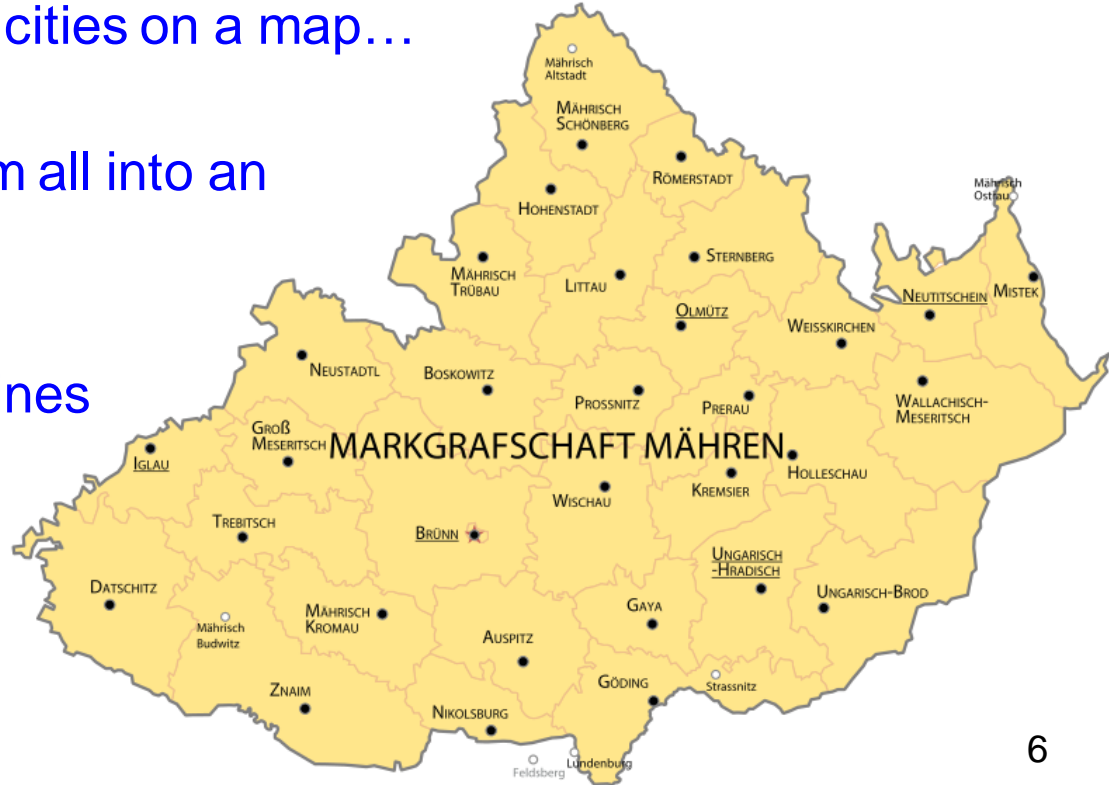 cities on a map…
m all into an
nes
Mährisch
Altstadt
MÄHRISCH
SCHÖNBERG
RÖMERSTADT
HOHENSTADT
Mährisch
Ostrau
MÄHRISCH
TRÜBAU
LITTAU
STERNBERG
OLMÜTZ
WEISSKIRCHEN
NEUTITSCHEIN
MISTEK
NEUSTADTL
BOSKOWITZ
PROSSNITZ
PRERAU
WALLACHISCH-
MESERITSCH
GROß
MESERITSCH
MARKGRAFSCHAFT MÄHREN
IGLAU
HOLLESCHAU
WISCHAU
KREMSIER
TREBITSCH
BRÜNN
UNGARISCH
-HRADISCH
DATSCHITZ
UNGARISCH-BROD
MÄHRISCH
KROMAU
GAYA
Mährisch
Budwitz
AUSPITZ
ZNAIM
GÖDING
Strassnitz
NIKOLSBURG
Feldsberg
Lundenburg
6